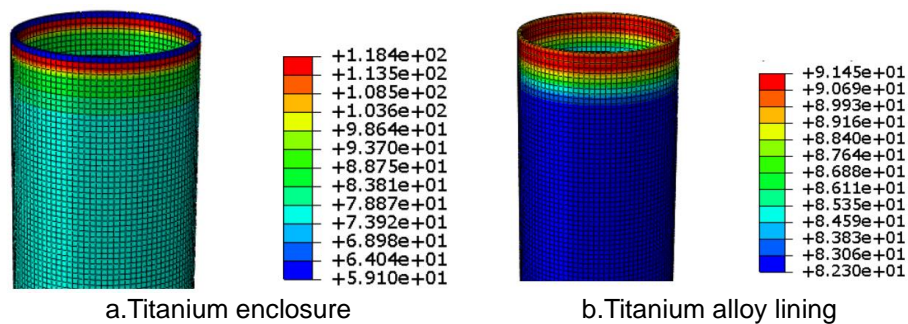 +1.184e+02
+1.135e+02
+1.085e+02
+1.036e+02
+9.864e+01
+9.370e+01
+8.875e+01
+8.381e+01
+7.887e+01
+7.392e+01
+6.898e+01
+6.404e+01
+5.910e+01
a.Titanium enclosure
+9.145e+01
+9.069e+01
+8.993e+01
+8.916e+01
+8.840e+01
+8.764e+01
+8.688e+01
+8.611e+01
+8.535e+01
+8.459e+01
+8.383e+01
+8.306e+01
+8.230e+01
b.Titanium alloy lining